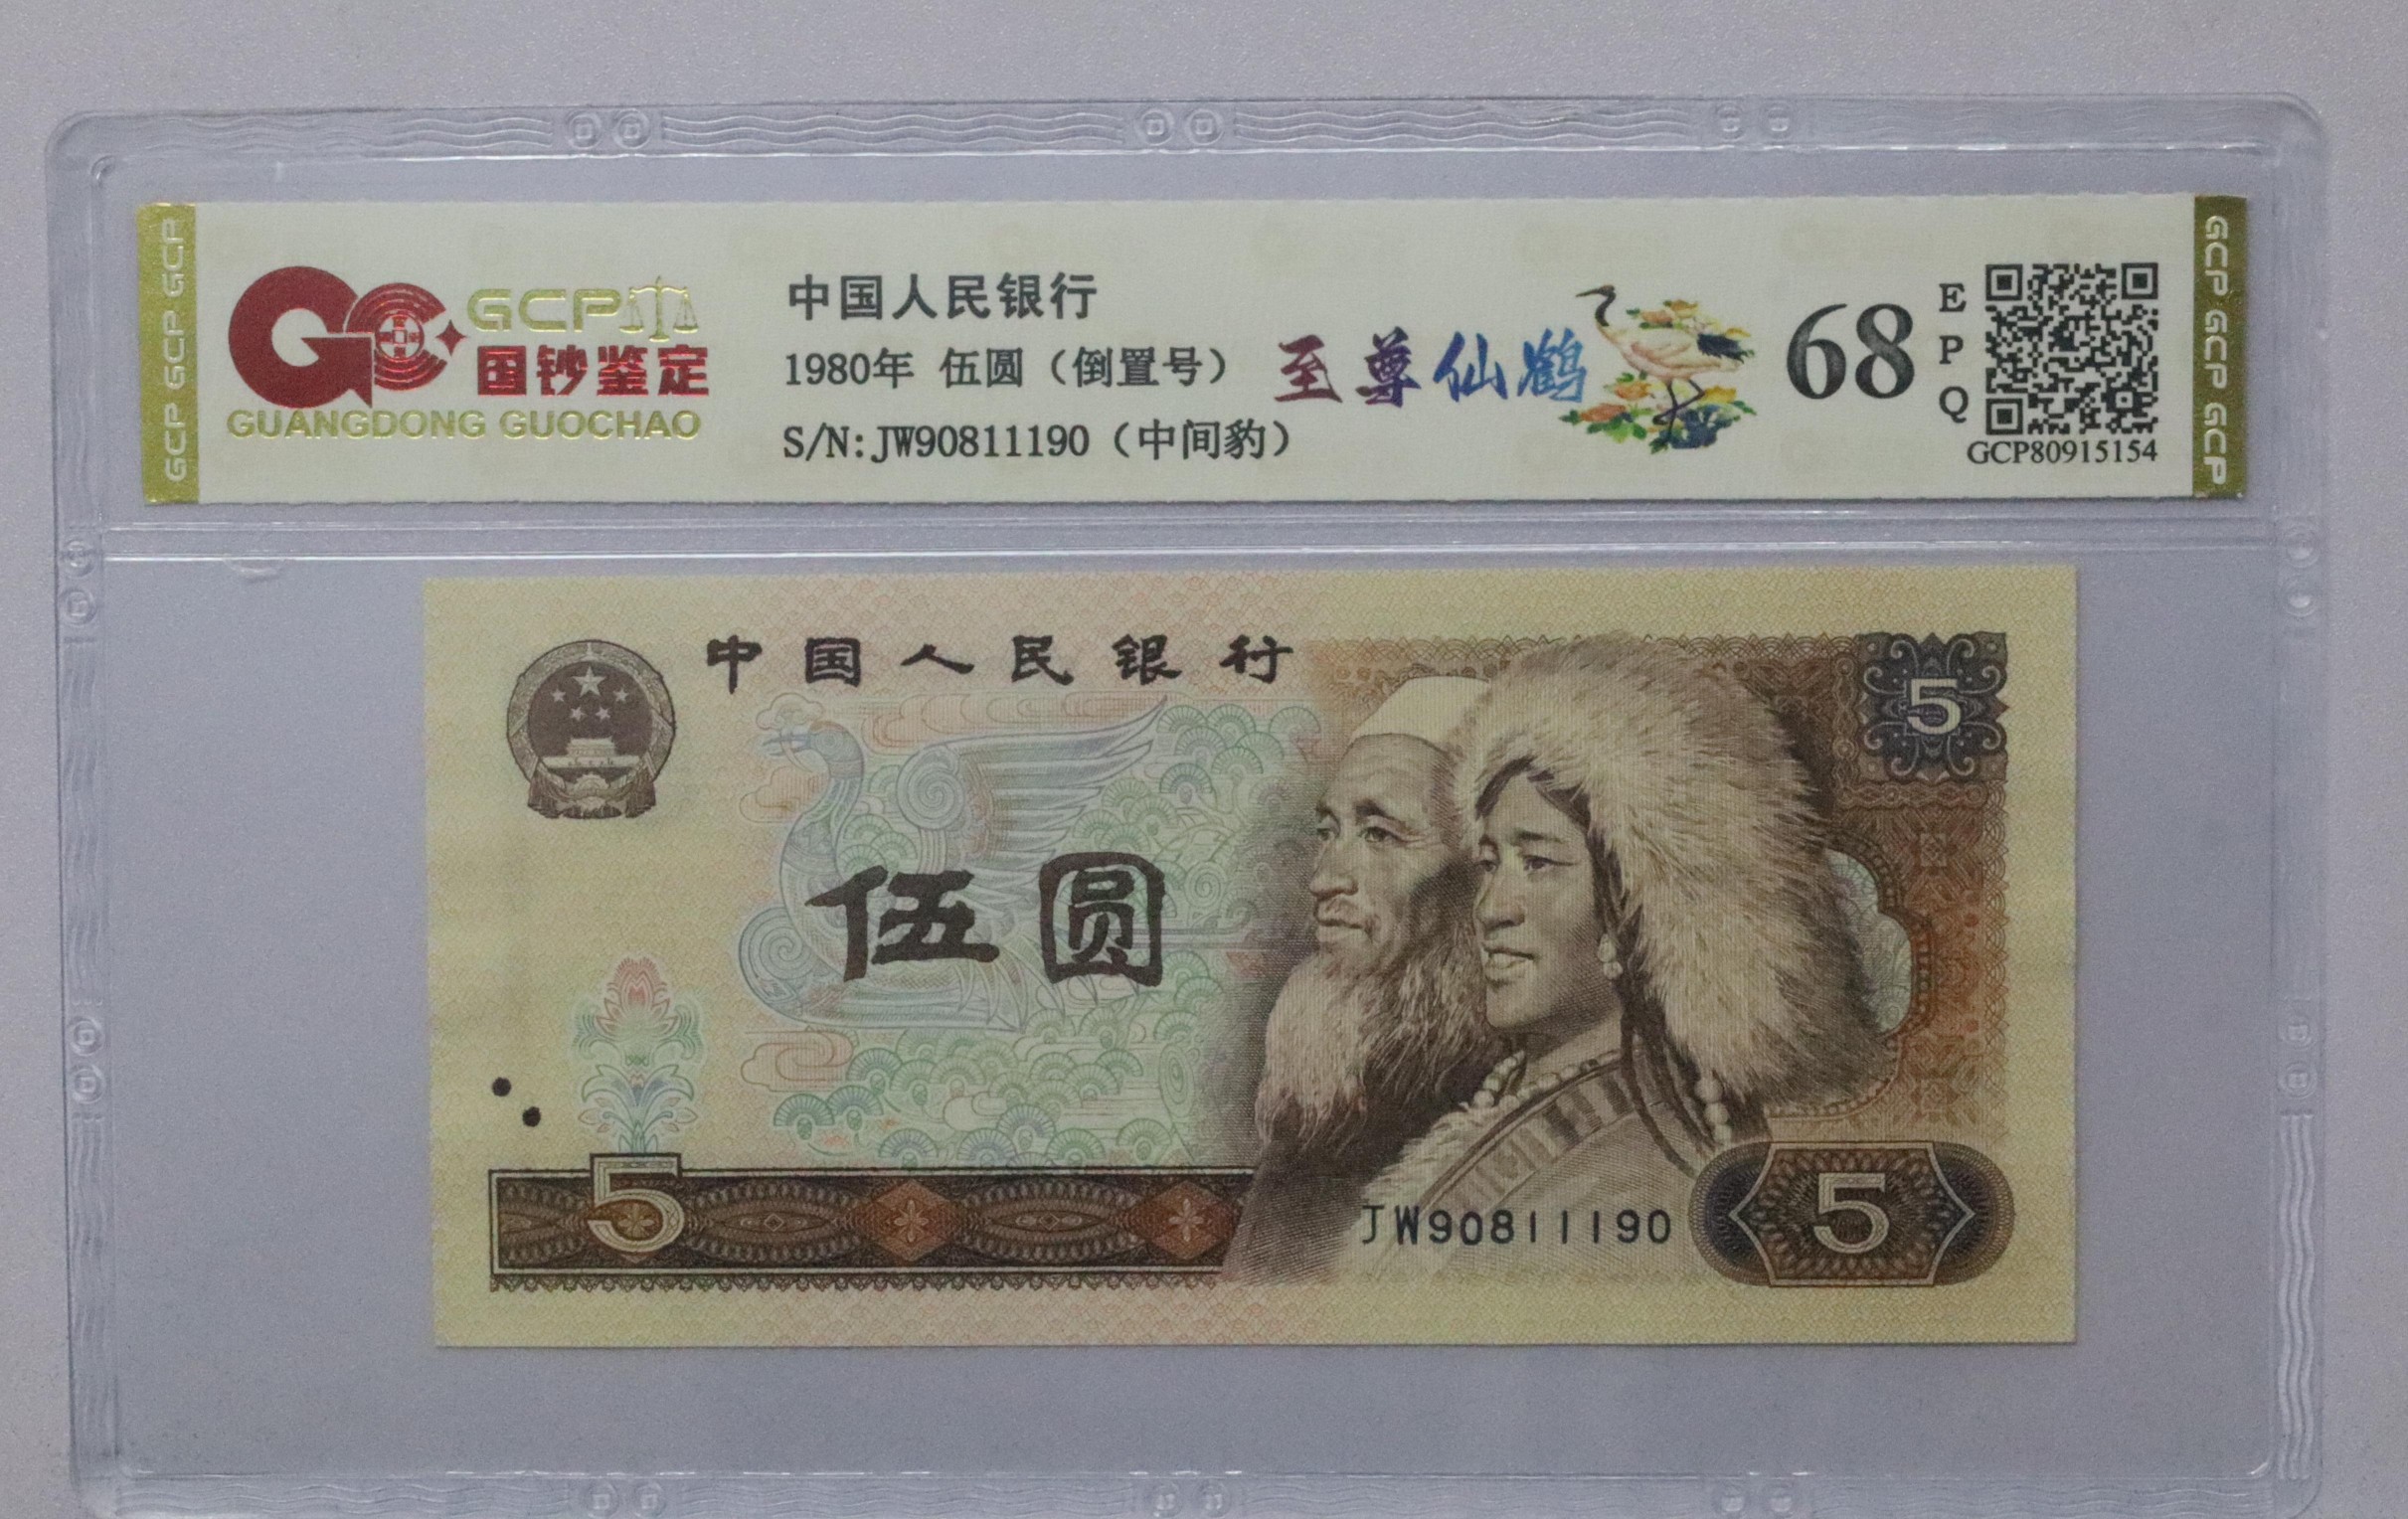 GCP GCP GCP
GCP
国钞鉴定
GUANGDONG GUOCHAO
中国人民银行
1980年 伍圆（倒置号）
S/N:JW90811190（中间豹）
至尊仙鹤
68
E
P
Q
GCP80915154
GCP GCP GCP
中国人民银行
5
伍圆
5
JW90811190
5